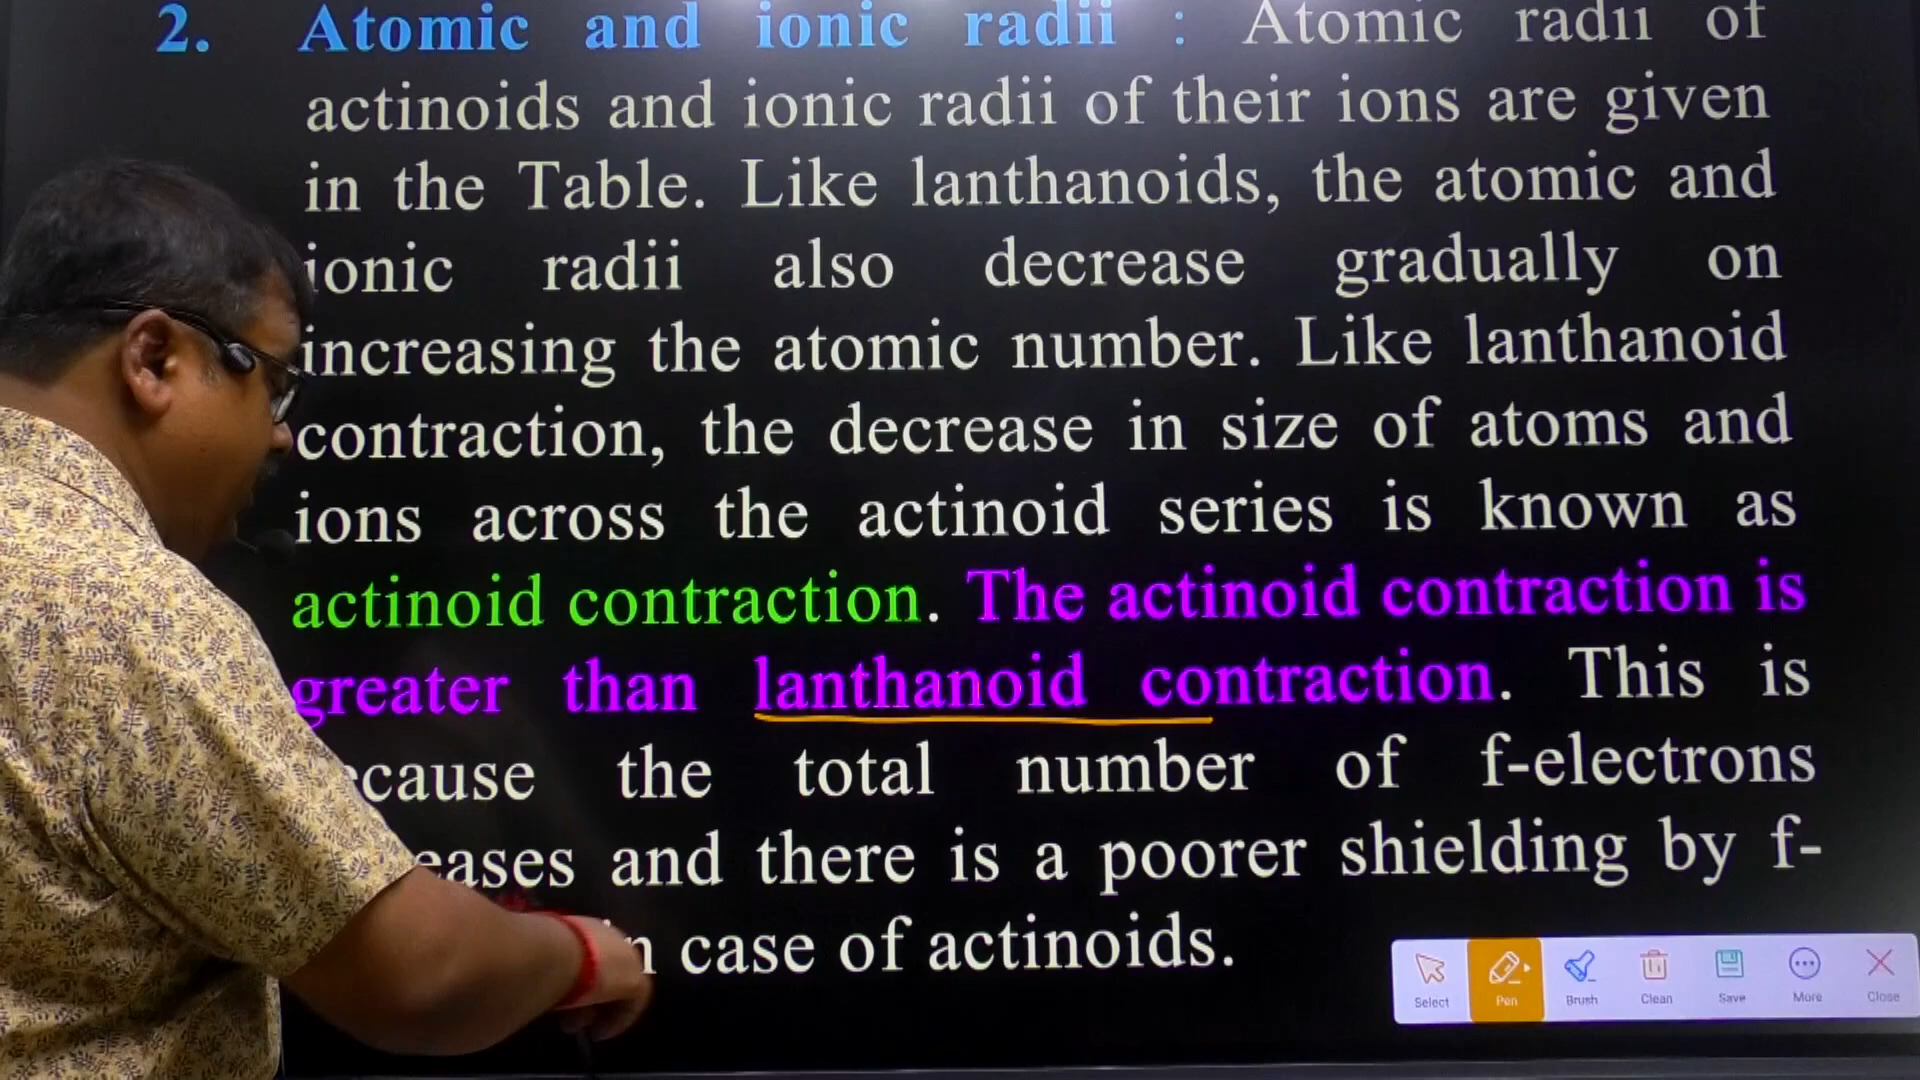 2. Atomic and ionic radii : Atomic radii of
actinoids and ionic radii of their ions are given
in the Table. Like lanthanoids, the atomic and
ionic radii also decrease gradually on
increasing the atomic number. Like lanthanoid
contraction, the decrease in size of atoms and
ions across the actinoid series is known as
actinoid contraction. The actinoid contraction is
greater than lanthanoid contraction. This is
the total number of f-electrons
and there is a poorer shielding by f-
case of actinoids.
Select Pen Brush Clean Save More Close